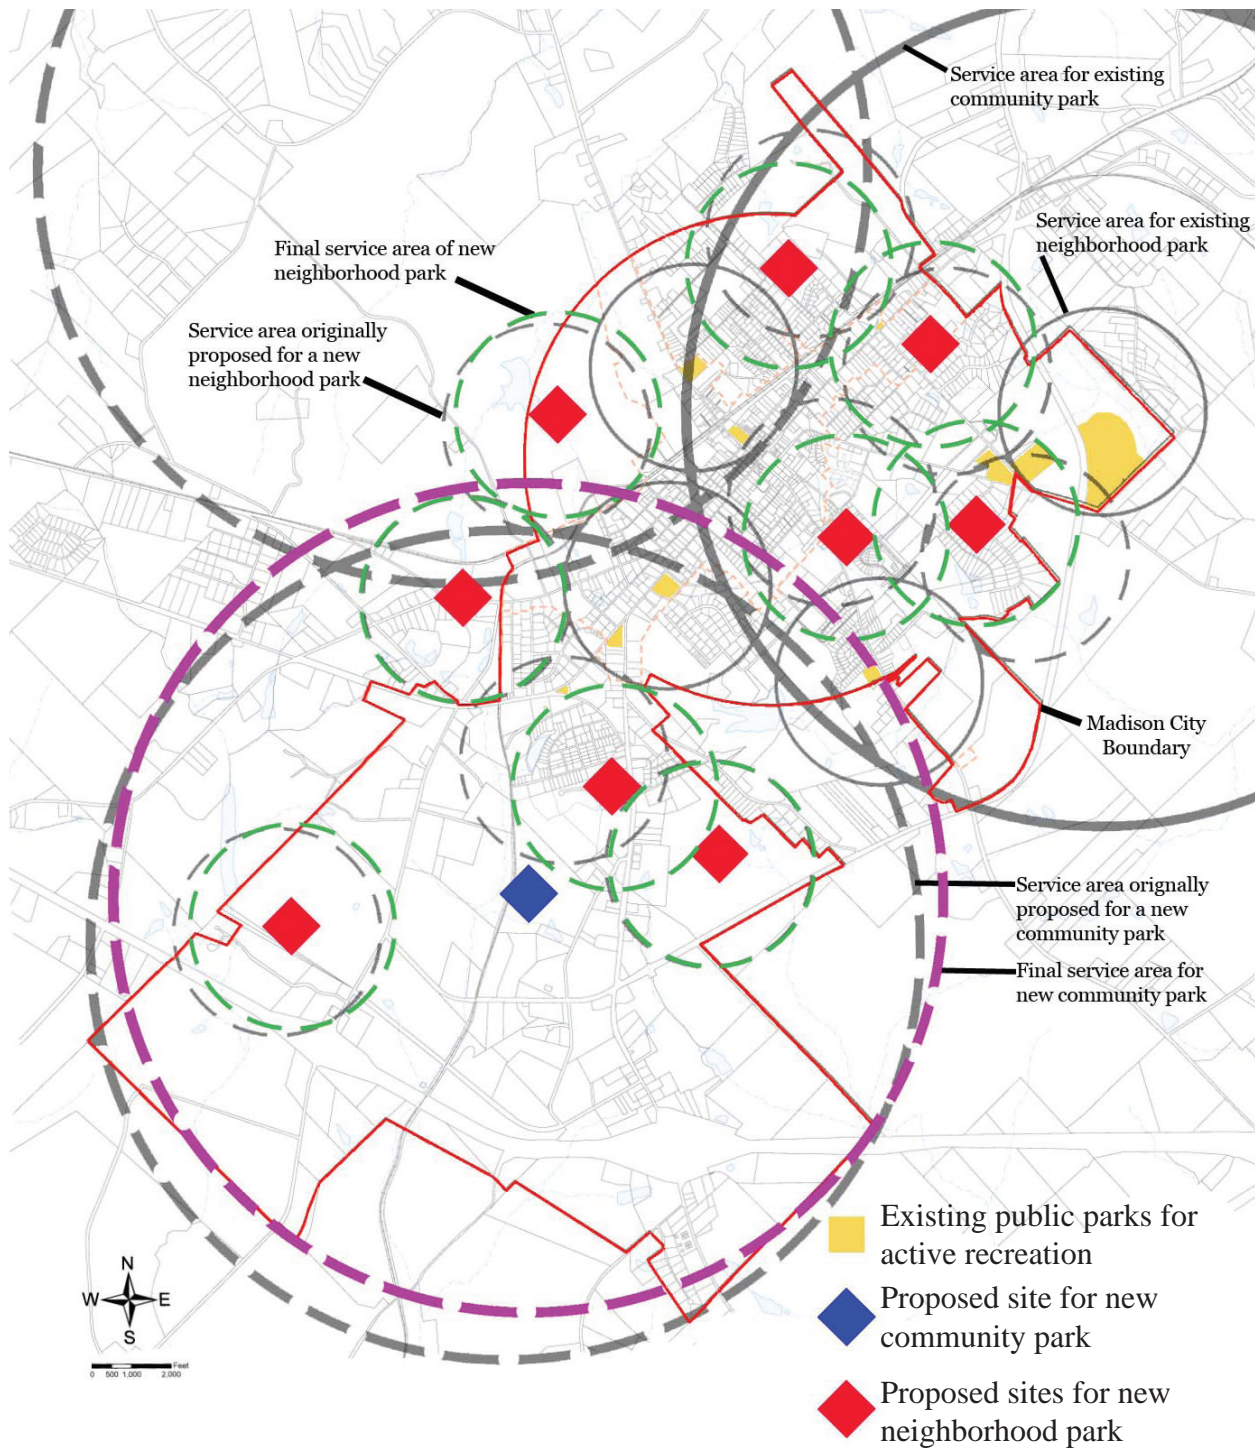 Service area for existing
community park
Service area for existing
neighborhood park
Final service area of new
neighborhood park
Service area originally
proposed for a new
neighborhood park
Madison City
Boundary
Service area orignally
proposed for a new
community park
Final service area for
new community park
Existing public parks for
active recreation
Proposed site for new
community park
Proposed sites for new
neighborhood park
N
W E
S
Feet
0 500 1,000 2,000